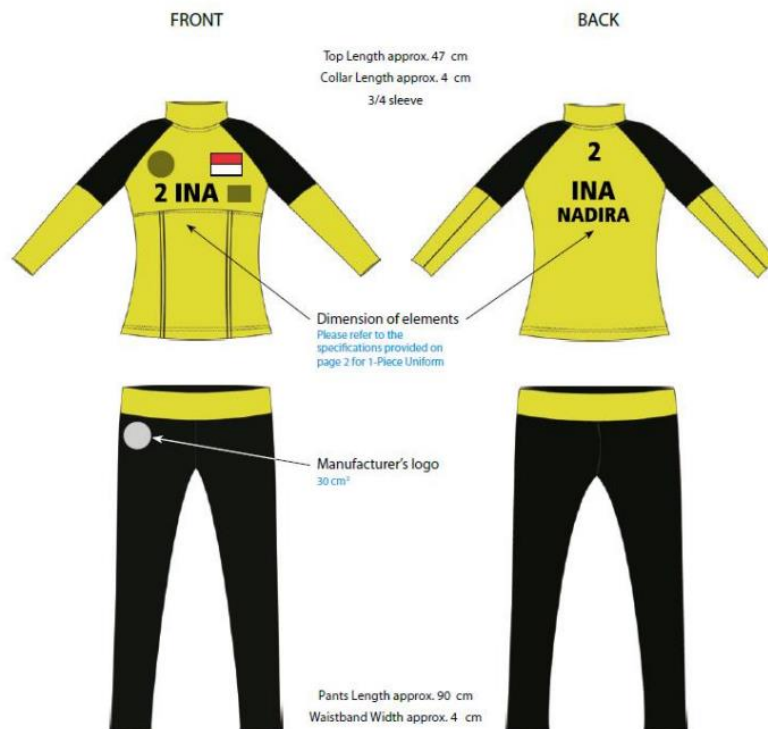 FRONT
BACK
Top Length approx. 47 cm
Collar Length approx. 4 cm
3/4 sleeve
2 INA
2
INA
NADIRA
Dimension of elements
Please refer to the
specifications provided on
page 2 for 1-Piece Uniform
Manufacturer's logo
30 cm²
Pants Length approx. 90 cm
Waistband Width approx. 4 cm